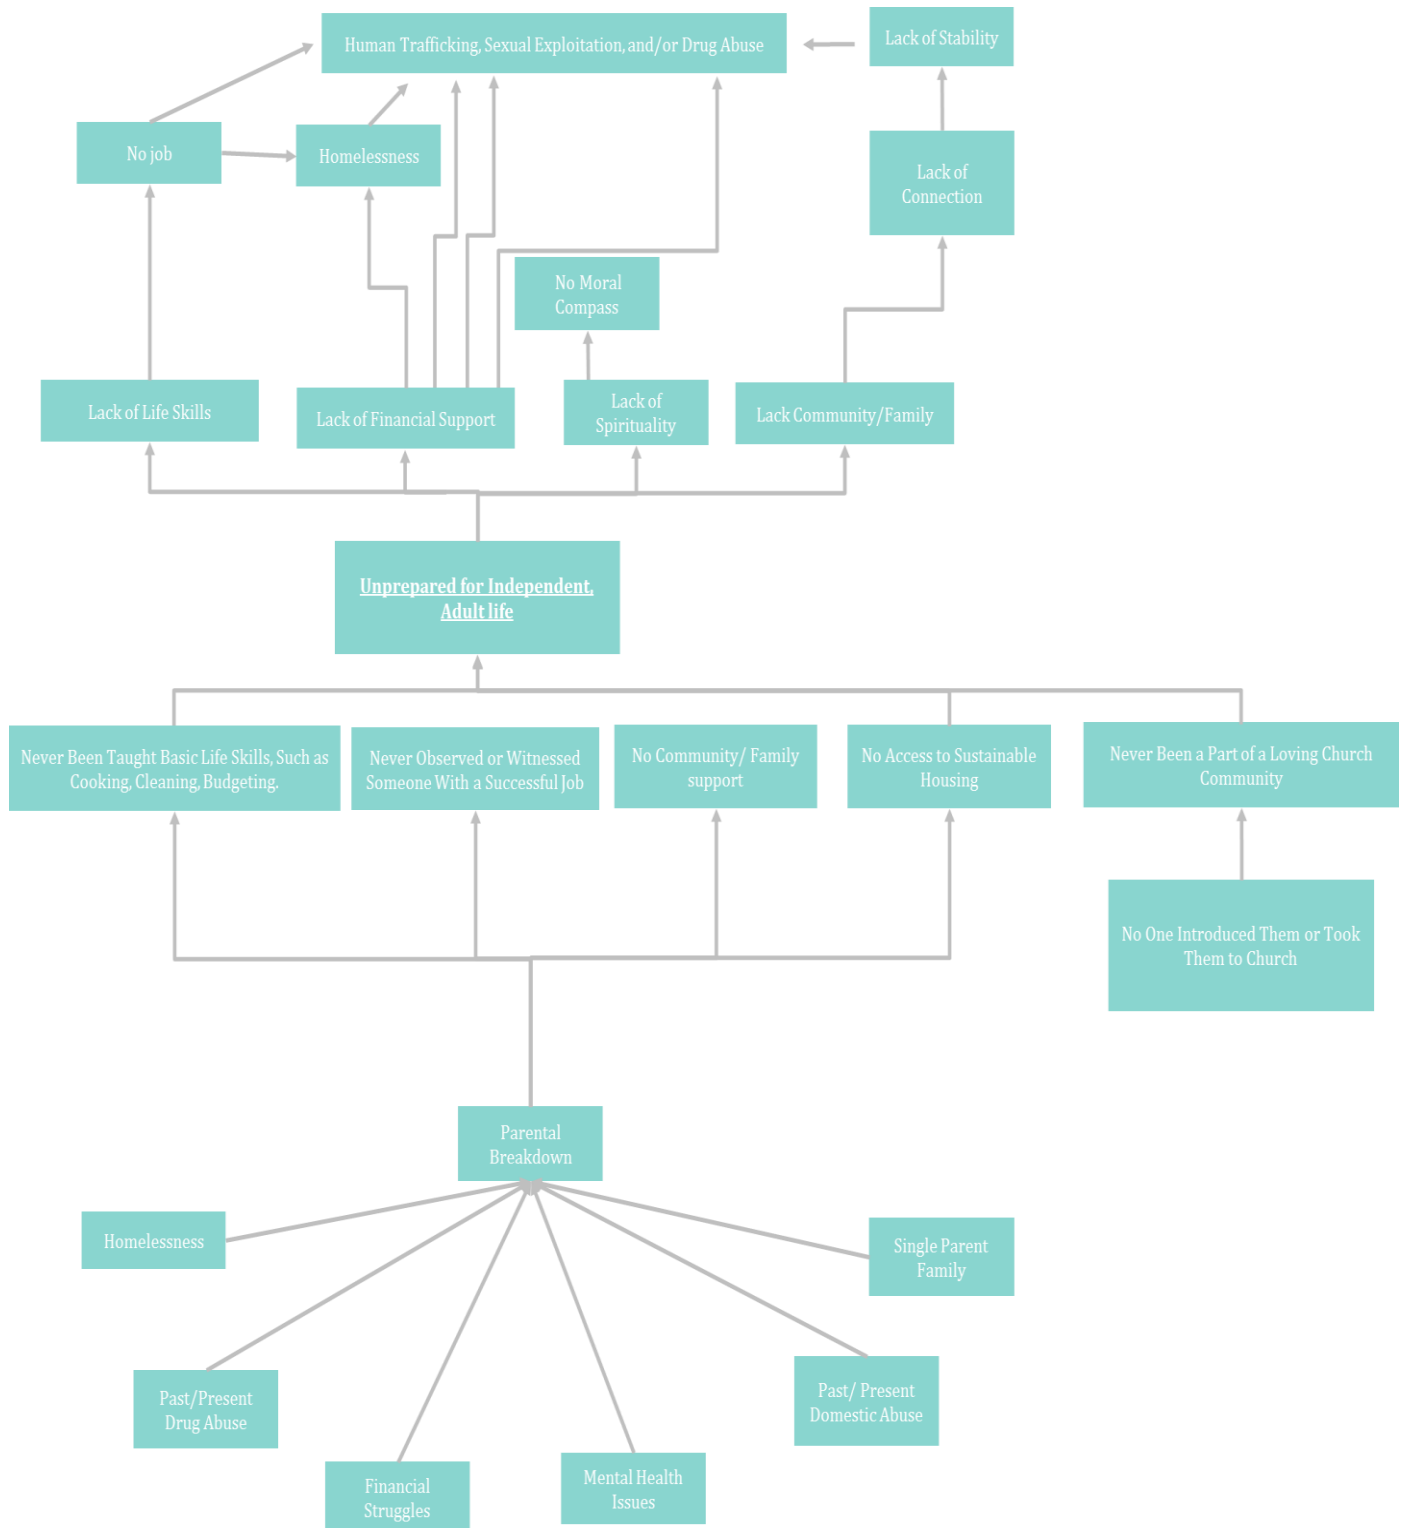 Human Trafficking, Sexual Exploitation, and/or Drug Abuse
Lack of Stability
No job
Homelessness
Lack of
Connection
No Moral
Compass
Lack of Life Skills
Lack of Financial Support
Lack of
Spirituality
Lack Community/Family
Unprepared for Independent,
Adult life
Never Been Taught Basic Life Skills, Such as
Cooking, Cleaning, Budgeting.
Never Observed or Witnessed
Someone With a Successful Job
No Community/ Family
support
No Access to Sustainable
Housing
Never Been a Part of a Loving Church
Community
No One Introduced Them or Took
Them to Church
Parental
Breakdown
Homelessness
Single Parent
Family
Past/Present
Drug Abuse
Past/ Present
Domestic Abuse
Financial
Struggles
Mental Health
Issues